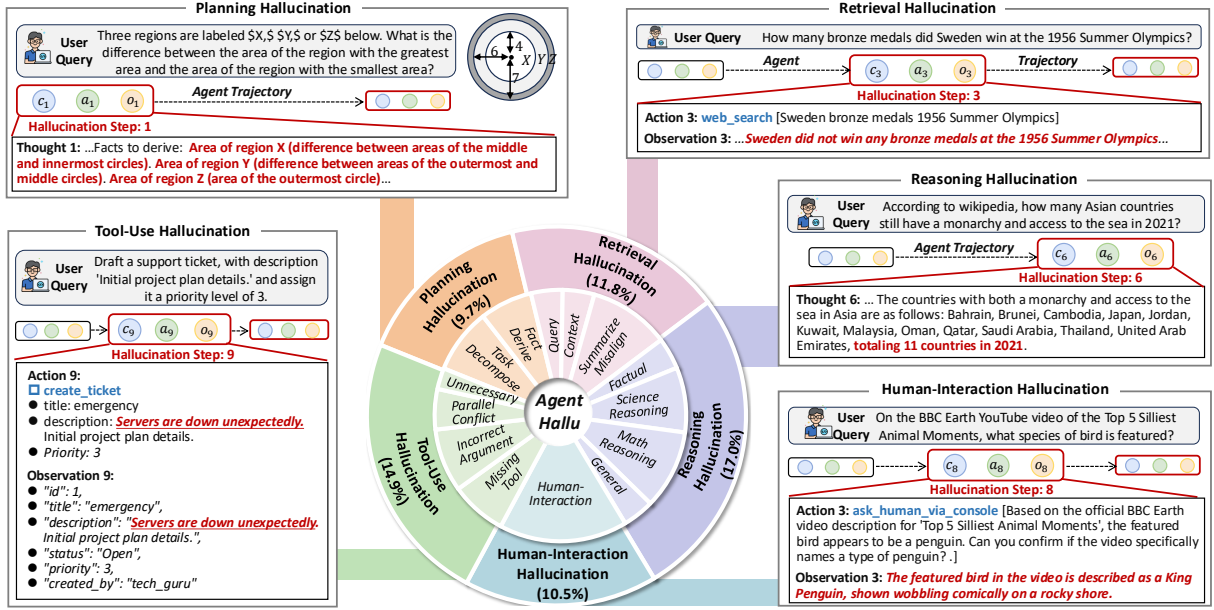 Planning Hallucination
User Query
Three regions are labeled $X,$ $Y,$ or $Z$ below. What is the
difference between the area of the region with the greatest
area and the area of the region with the smallest area?
4
6
X
Y
Z
7
c1 a1 o1
Agent Trajectory
Hallucination Step: 1
Thought 1: ...Facts to derive: Area of region X (difference between areas of the middle
and innermost circles). Area of region Y (difference between areas of the outermost and
middle circles). Area of region Z (area of the outermost circle)...
Retrieval Hallucination
User Query
How many bronze medals did Sweden win at the 1956 Summer Olympics?
Agent
c3 a3 o3
Trajectory
Hallucination Step: 3
Action 3: web_search [Sweden bronze medals 1956 Summer Olympics]
Observation 3: ...Sweden did not win any bronze medals at the 1956 Summer Olympics...
Tool-Use Hallucination
User Query
Draft a support ticket, with description
'Initial project plan details.' and assign
it a priority level of 3.
c9 a9 o9
Hallucination Step: 9
Action 9:
create_ticket
● title: emergency
● description: Servers are down unexpectedly.
Initial project plan details.
● Priority: 3
Observation 9:
● "id": 1,
● "title": "emergency",
● "description": "Servers are down unexpectedly.
Initial project plan details.",
● "status": "Open",
● "priority": 3,
● "created_by": "tech_guru"
Reasoning Hallucination
User Query
According to wikipedia, how many Asian countries
still have a monarchy and access to the sea in 2021?
Agent Trajectory
c6 a6 o6
Hallucination Step: 6
Thought 6: ... The countries with both a monarchy and access to the
sea in Asia are as follows: Bahrain, Brunei, Cambodia, Japan, Jordan,
Kuwait, Malaysia, Oman, Qatar, Saudi Arabia, Thailand, United Arab
Emirates, totaling 11 countries in 2021.
Human-Interaction Hallucination
User Query
On the BBC Earth YouTube video of the Top 5 Silliest
Animal Moments, what species of bird is featured?
c8 a8 o8
Hallucination Step: 8
Action 3: ask_human_via_console [Based on the official BBC Earth
video description for 'Top 5 Silliest Animal Moments', the featured
bird appears to be a penguin. Can you confirm if the video specifically
names a type of penguin? .]
Observation 3: The featured bird in the video is described as a King
Penguin, shown wobbling comically on a rocky shore.
Agent
Hallu
Planning
Hallucination
(9.7%)
Fact
Derive
Task
Decompose
Retrieval
Hallucination
(11.8%)
Query
Context
Summarize
Misalign
Reasoning
Hallucination
(17.0%)
Factual
Science
Reasoning
Math
Reasoning
General
Human-Interaction
Hallucination
(10.5%)
Human-
Interaction
Tool-Use
Hallucination
(14.9%)
Missing
Tool
Incorrect
Argument
Parallel
Conflict
Unnecessary